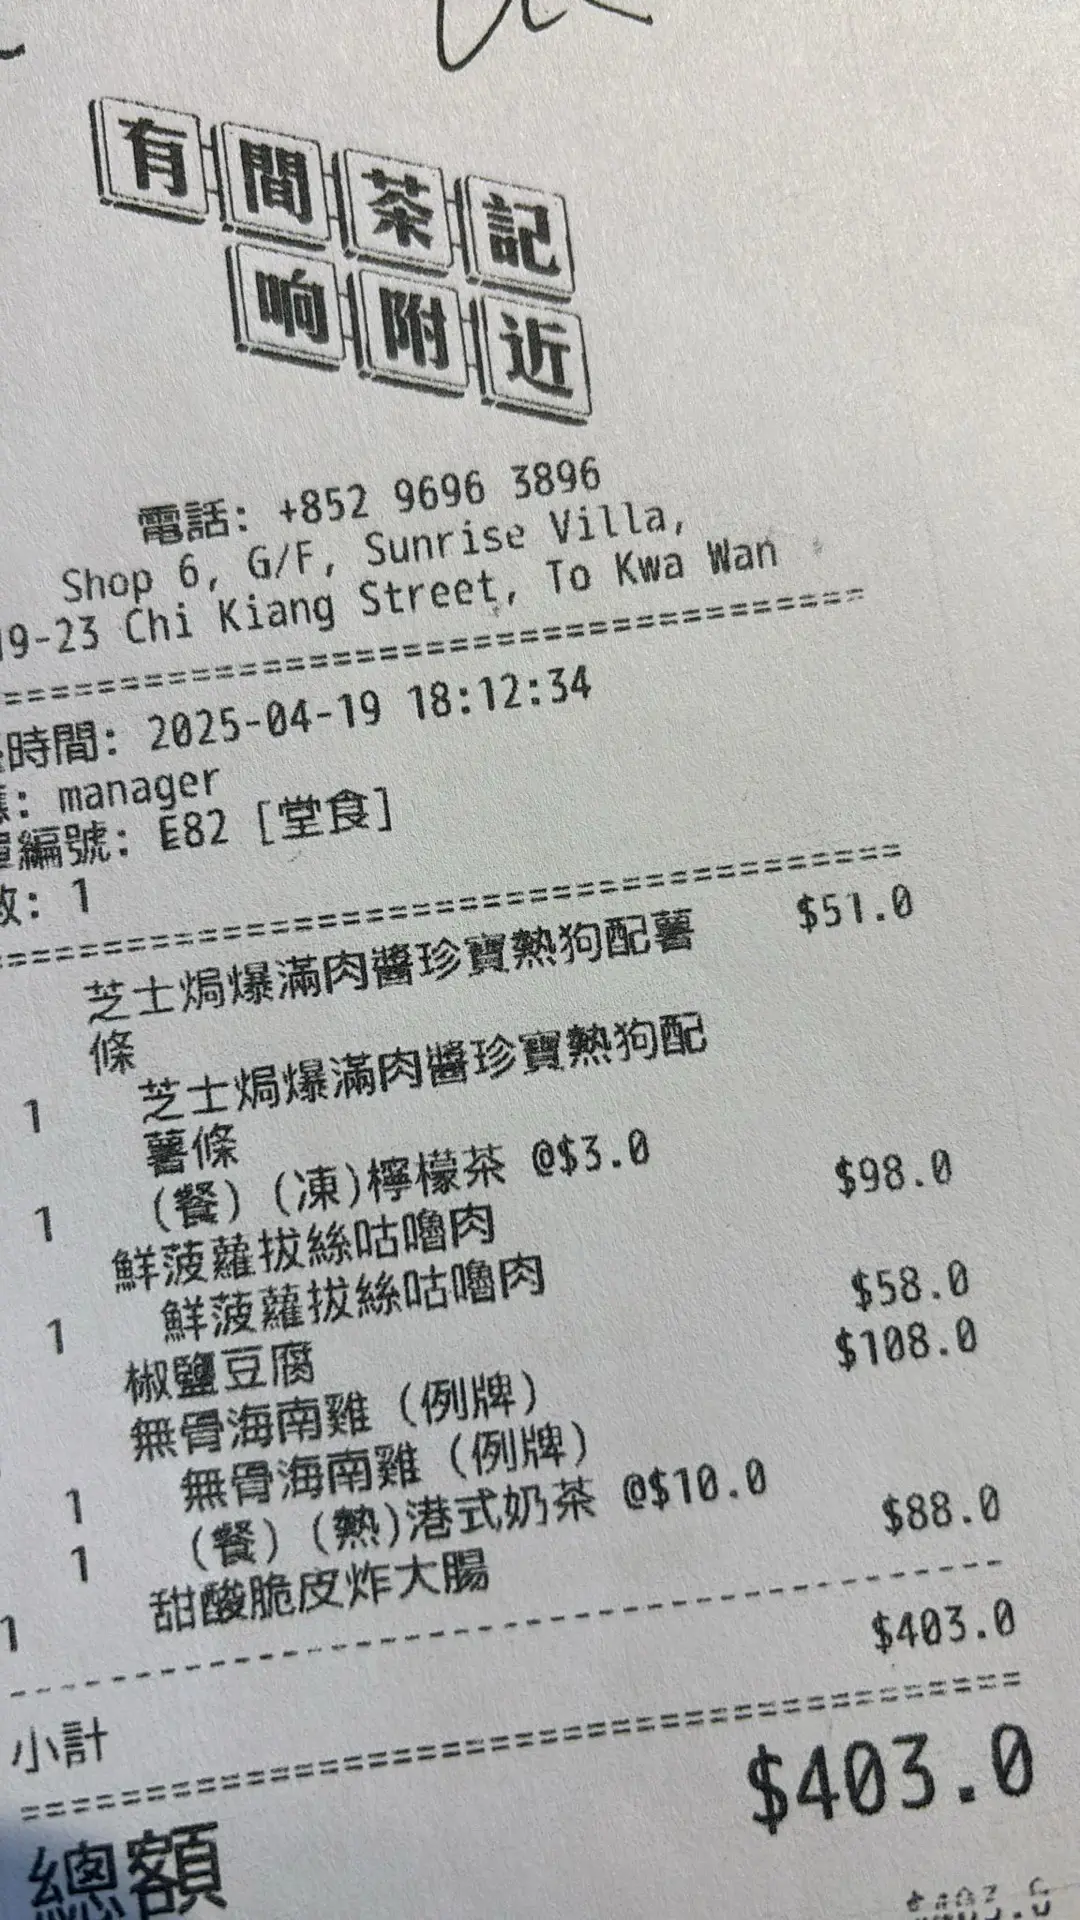 有間茶記
响附近
電話: +852 9696 3896
Shop 6, G/F, Sunrise Villa,
19-23 Chi Kiang Street, To Kwa Wan
時間: 2025-04-19 18:12:34
: manager
編號: E82 [堂食]
數: 1
芝士焗爆滿肉醬珍寶熱狗配薯 $51.0
條
1 芝士焗爆滿肉醬珍寶熱狗配
薯條
1 (餐) (凍)檸檬茶 @$3.0
鮮菠蘿拔絲咕嚕肉 $98.0
1 鮮菠蘿拔絲咕嚕肉
椒鹽豆腐 $58.0
無骨海南雞 (例牌) $108.0
1 無骨海南雞 (例牌)
1 (餐) (熱)港式奶茶 @$10.0
1 甜酸脆皮炸大腸 $88.0
小計 $403.0
總額 $403.0